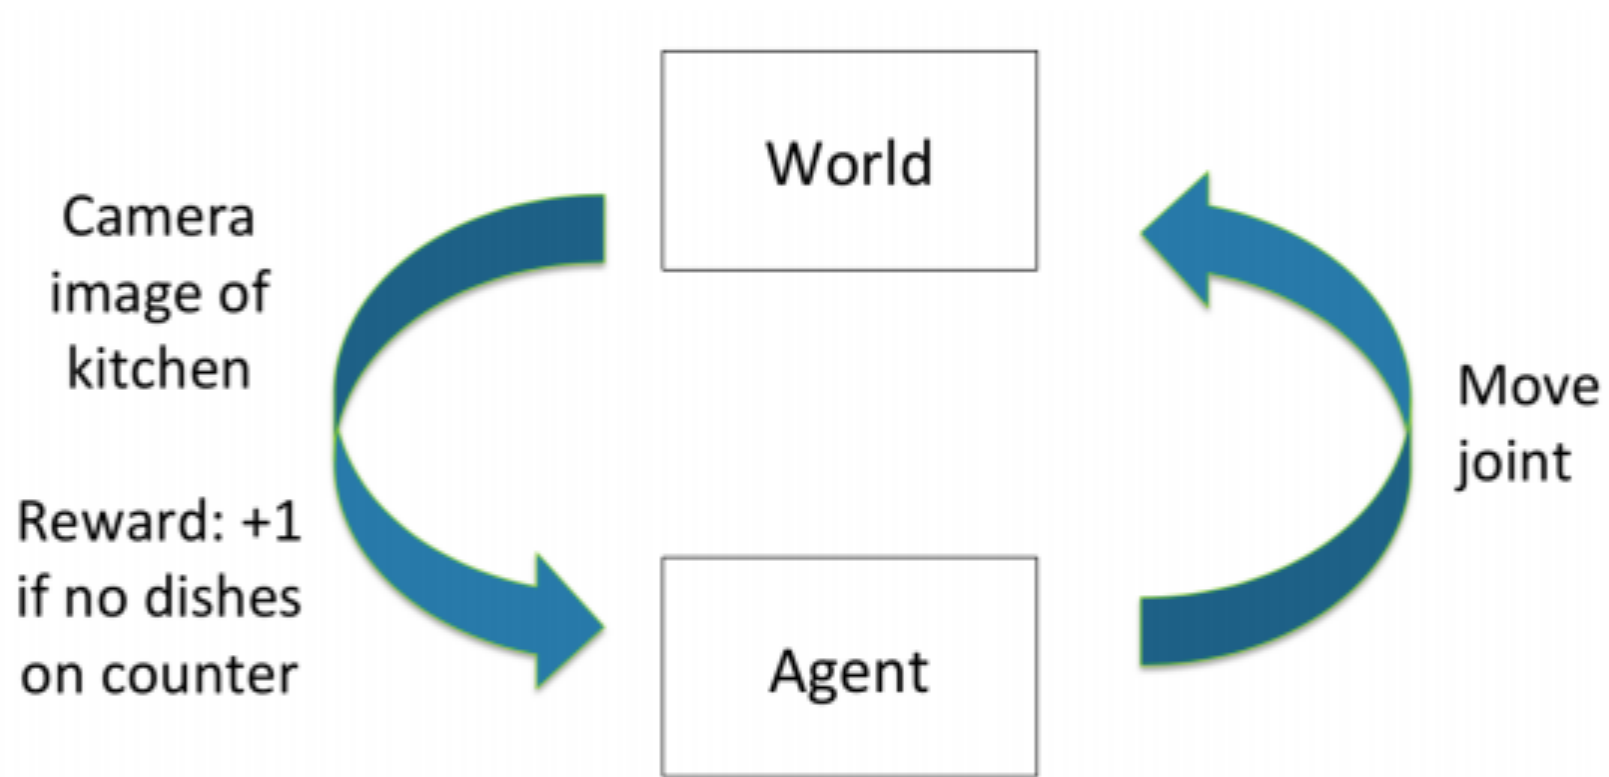 World
Camera
image of
kitchen
Move
joint
Reward: +1
if no dishes
on counter
Agent